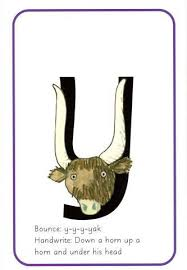 y
Bounce: y-y-y-yak
Handwrite: Down a horn up a
horn and under his head